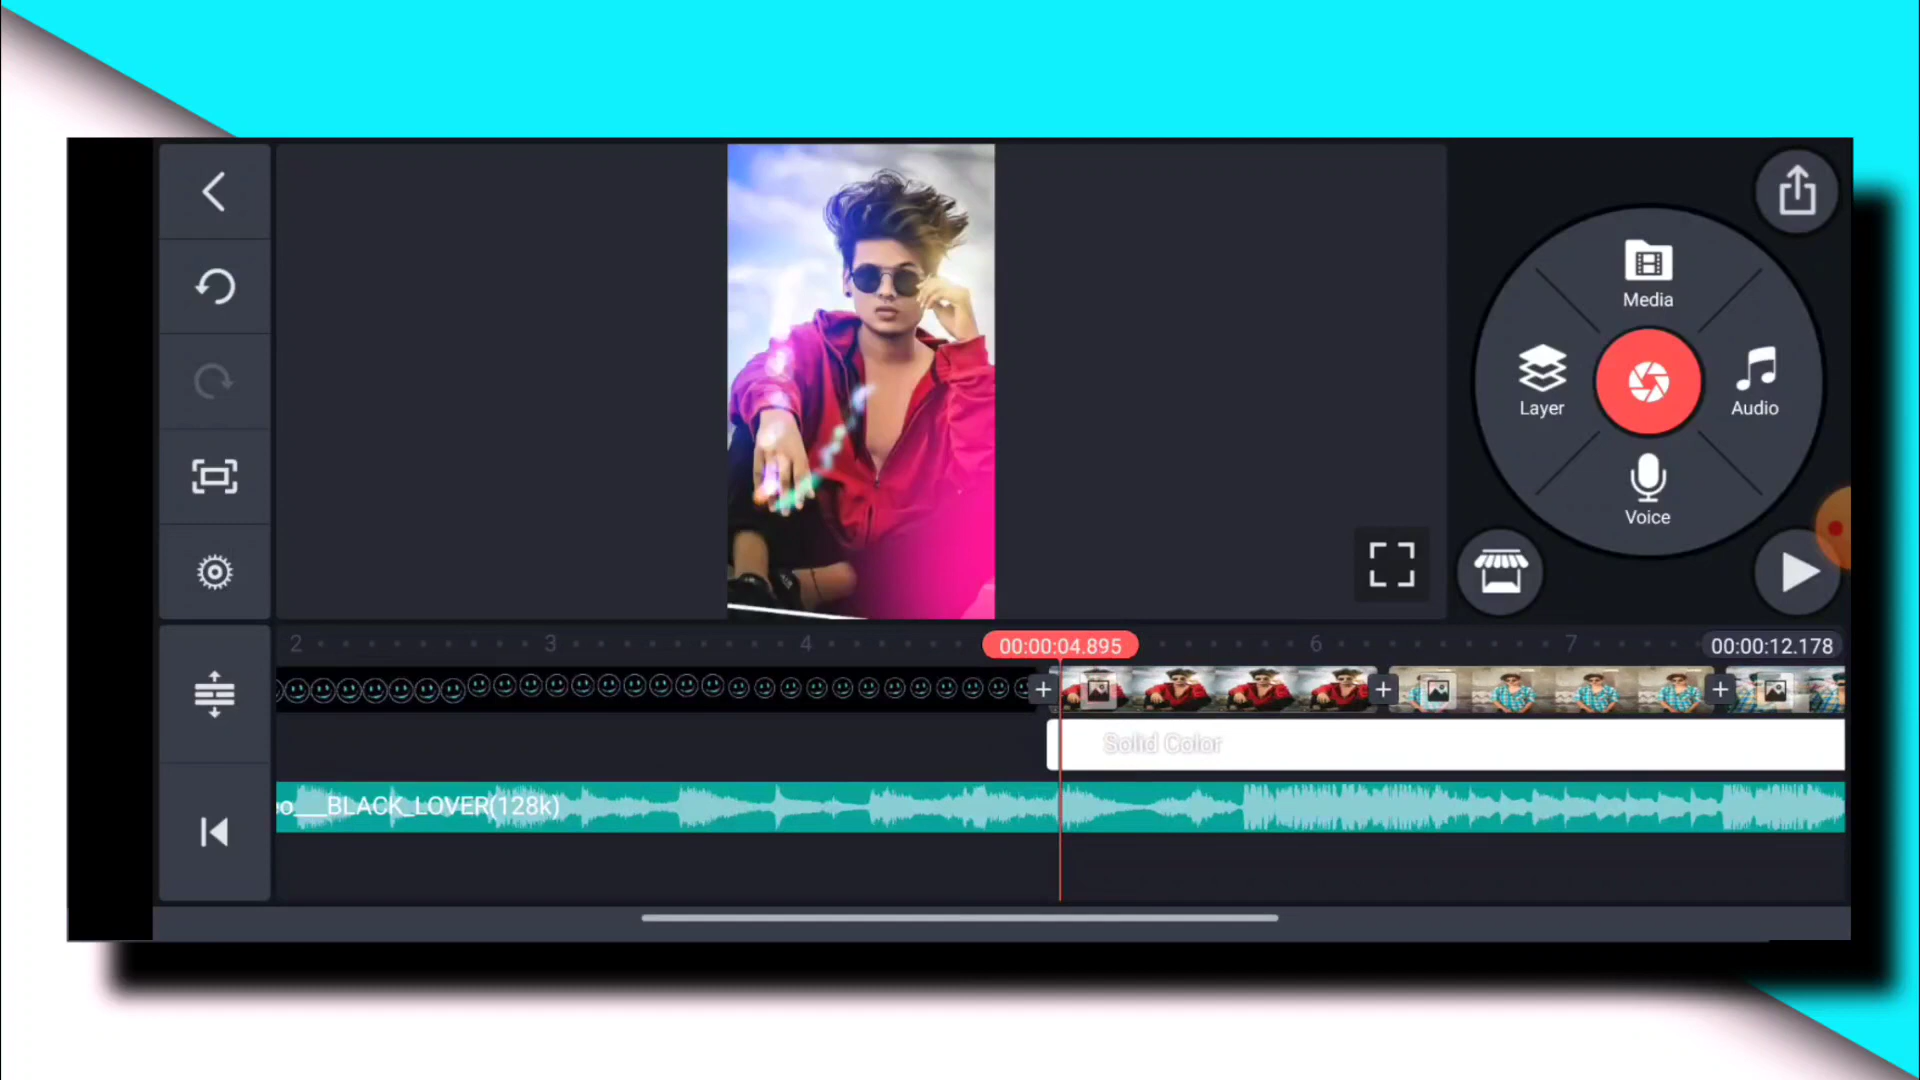 Media
Layer
Audio
Voice
2
3
4
00:00:04.895
6
7
00:00:12.178
Solid Color
o___BLACK_LOVER(128k)